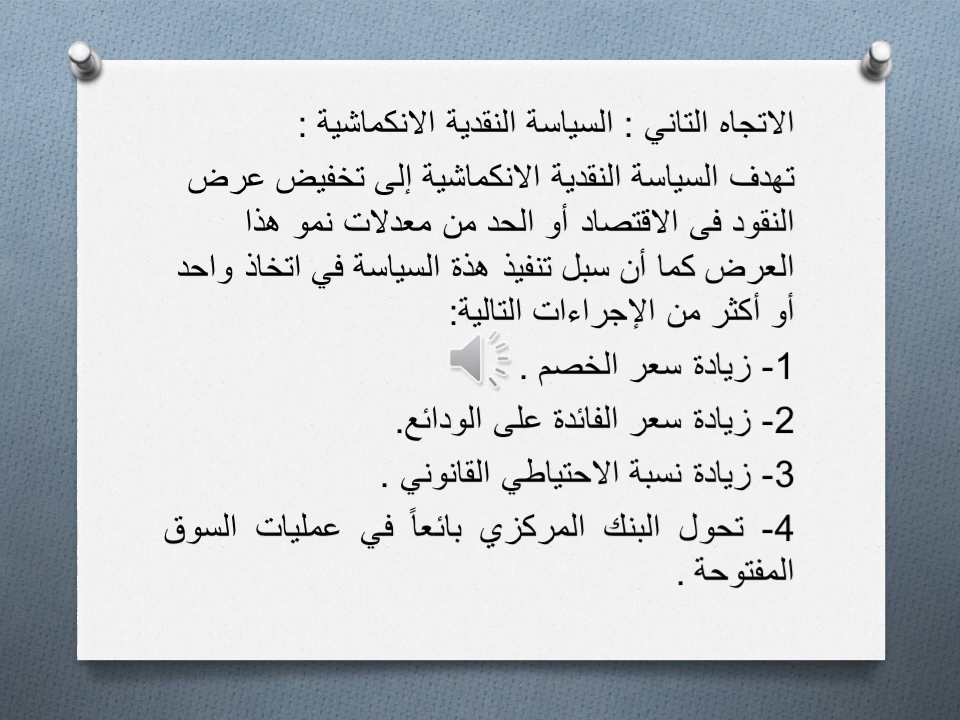 الاتجاه التاني : السياسة النقدية الانكماشية :
تهدف السياسة النقدية الانكماشية إلى تخفيض عرض
النقود فى الاقتصاد أو الحد من معدلات نمو هذا
العرض كما أن سبل تنفيذ هذة السياسة في اتخاذ واحد
أو أكثر من الإجراءات التالية:
1- زيادة سعر الخصم .
2- زيادة سعر الفائدة على الودائع.
3- زيادة نسبة الاحتياطي القانوني .
4- تحول البنك المركزي بائعاً في عمليات السوق
المفتوحة .